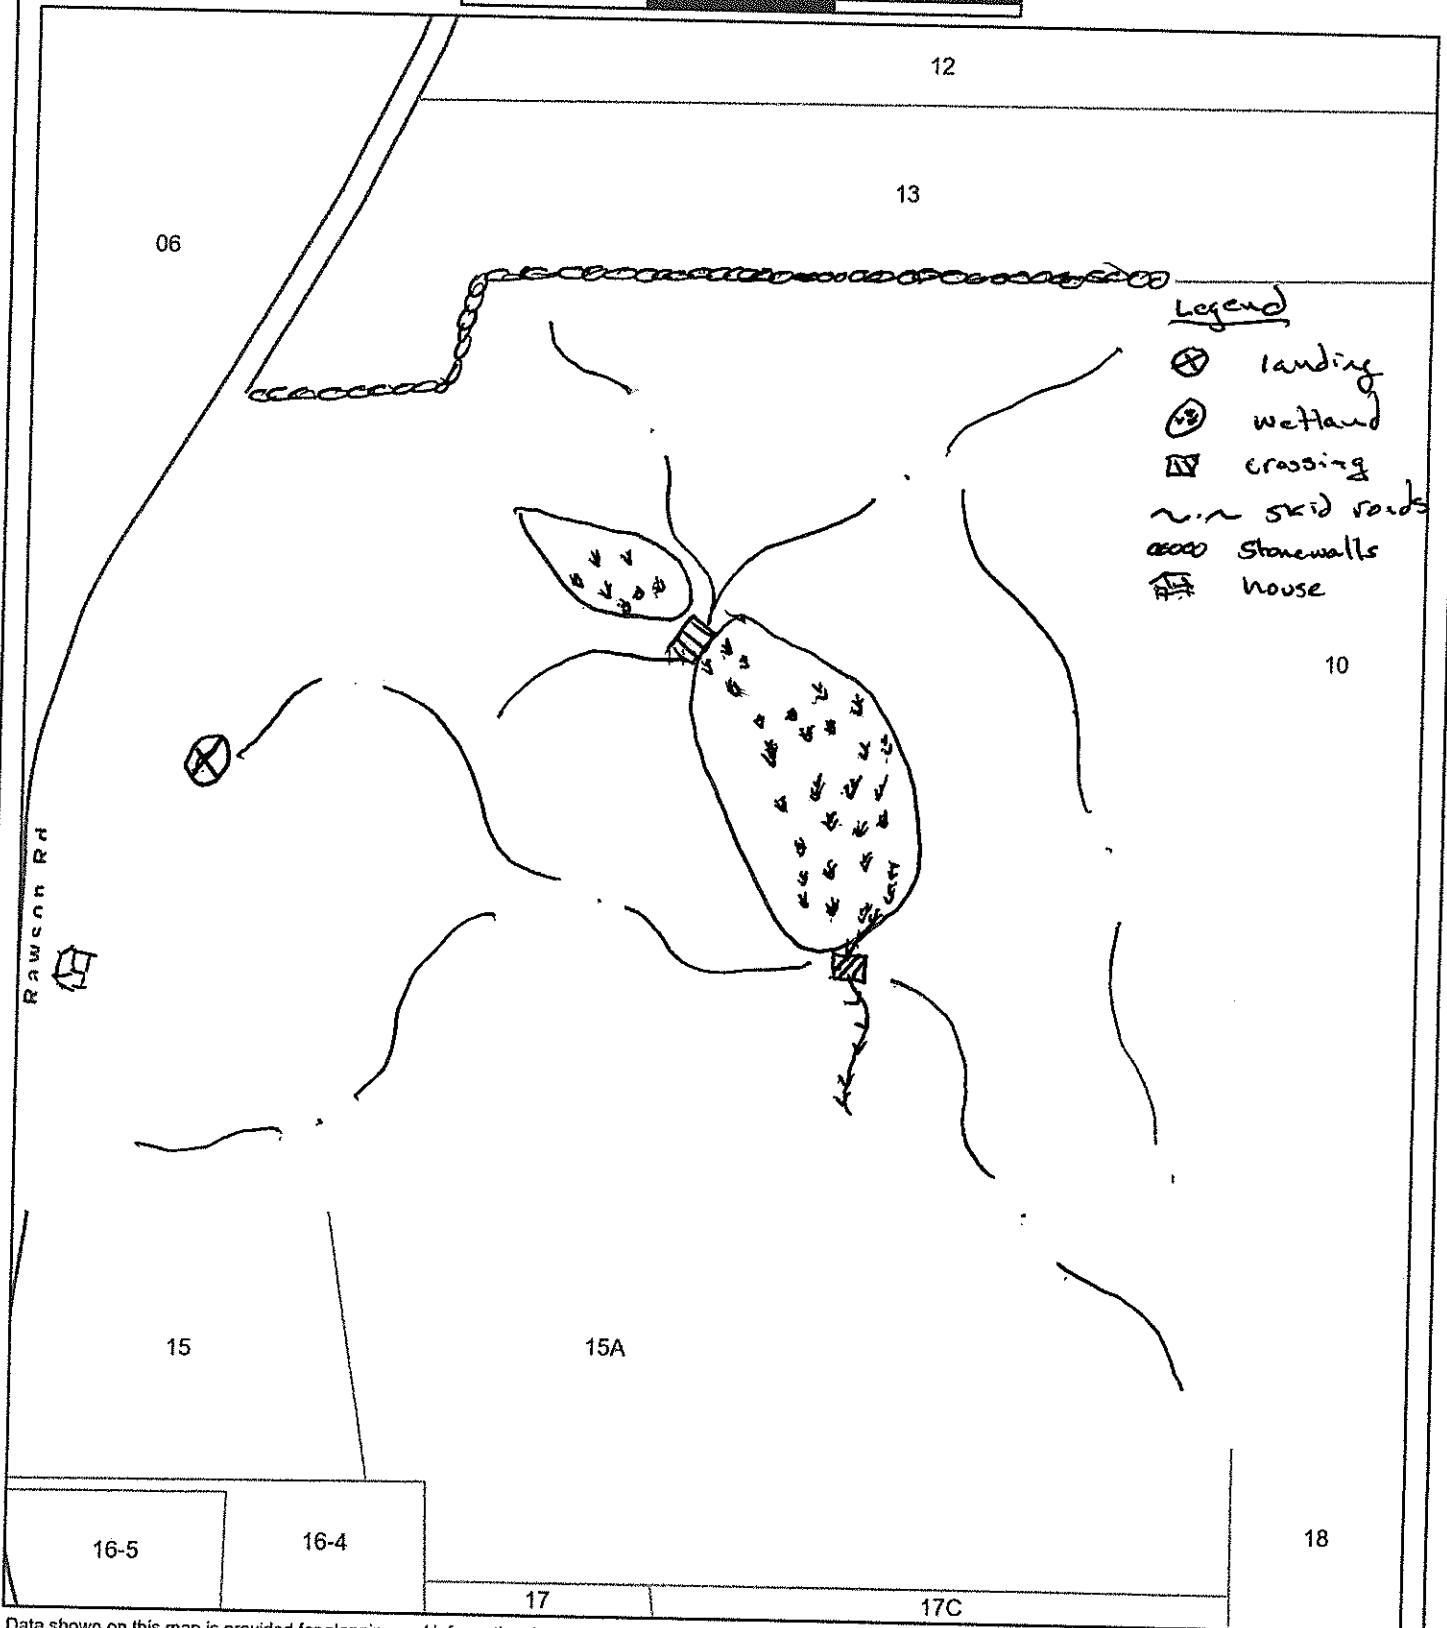 12
13
06
Legend
landing
wetland
crossing
skid roads
stonewalls
house
10
Rawson Rd
15
15A
16-5
16-4
18
17
17C
Data shown on this map is provided for planning and